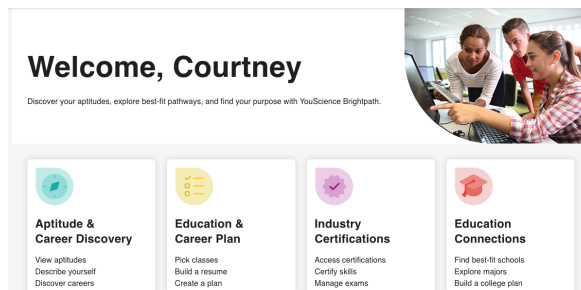 Welcome, Courtney
Discover your aptitudes, explore best-fit pathways, and find your purpose with YouScience Brightpath.
Aptitude &
Career Discovery
View aptitudes
Describe yourself
Discover careers
Education &
Career Plan
Pick classes
Build a resume
Create a plan
Industry
Certifications
Access certifications
Certify skills
Manage exams
Education
Connections
Find best-fit schools
Explore majors
Build a college plan